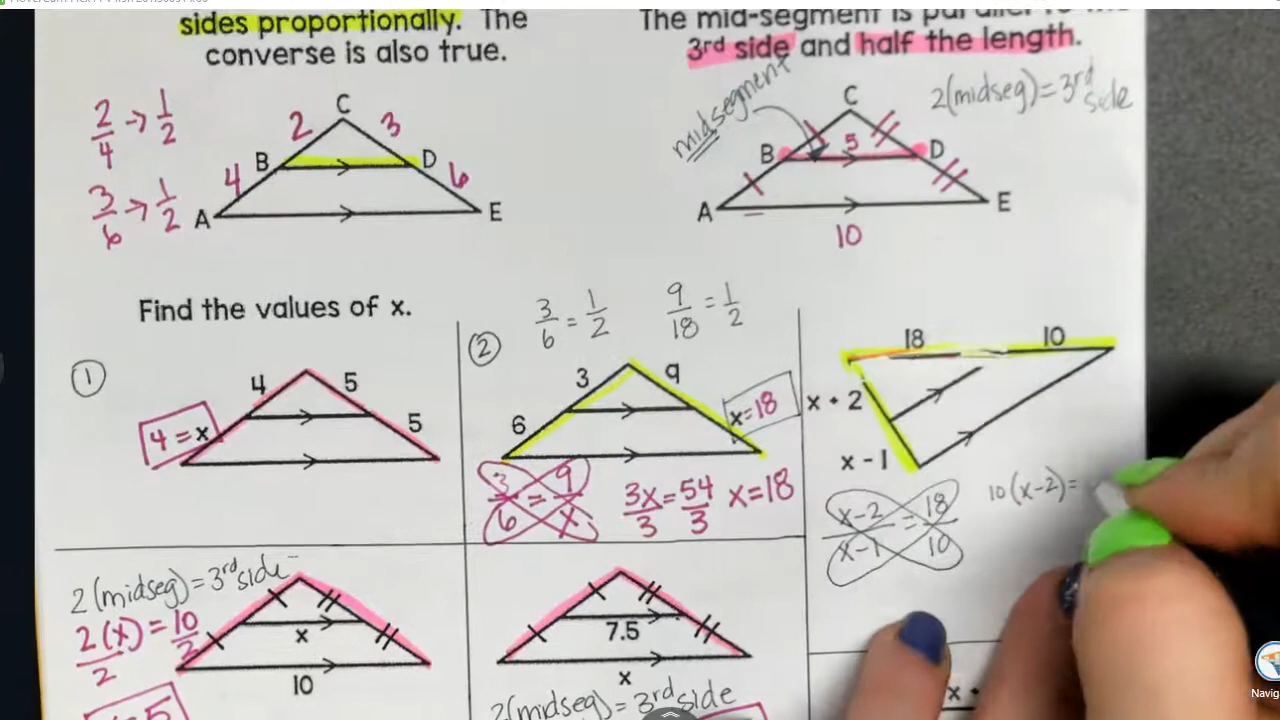 sides proportionally. The
converse is also true.
The mid-segment is
3rd side and half the length.
2/4 → 1/2
3/6 → 1/2
C
2
3
B
D
4
6
A
E
midsegment
2(midseg) = 3rd side
C
B
5
D
A
E
10
Find the values of x.
1
4
5
4 = x
5
2
3/6 = 1/2
9/18 = 1/2
3
9
6
x=18
3/6 = 9/x
3x/3 = 54/3
x=18
18
10
x + 2
x - 1
x-2/x-1 = 18/10
10(x-2) =
2(midseg) = 3rd side
2(x)/2 = 10/2
x
10
7.5
x
2(midseg) = 3rd side
x